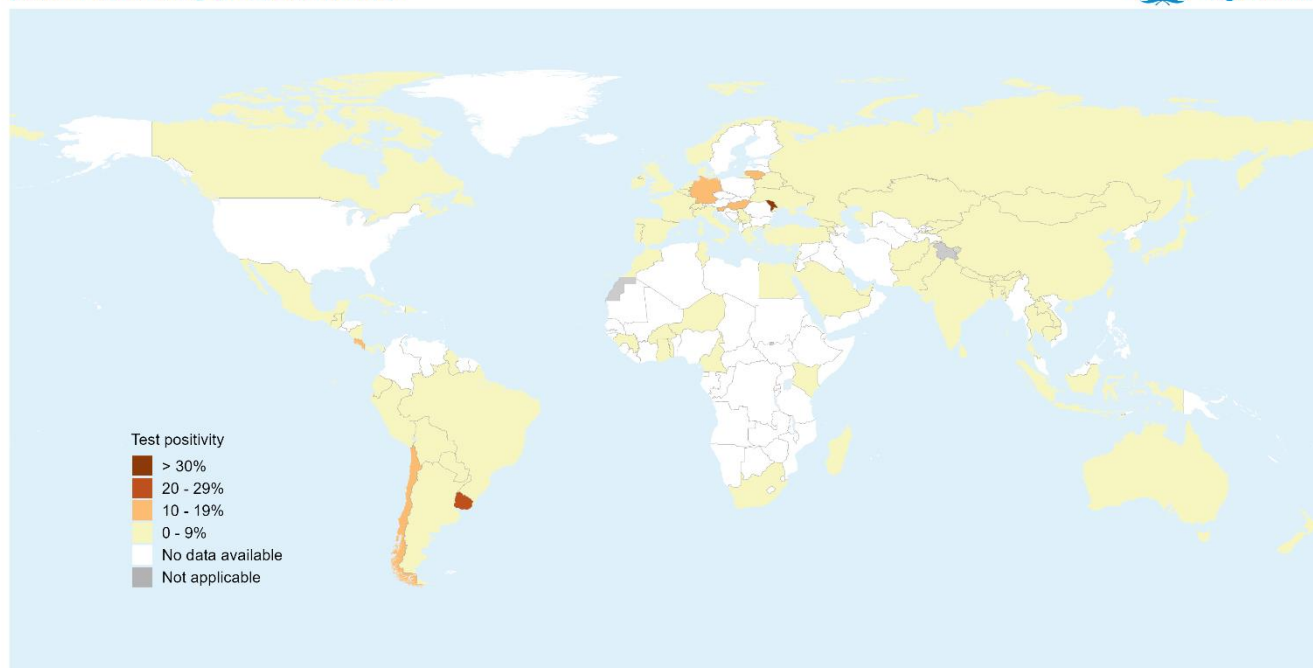 Test positivity
> 30%
20 - 29%
10 - 19%
0 - 9%
No data available
Not applicable